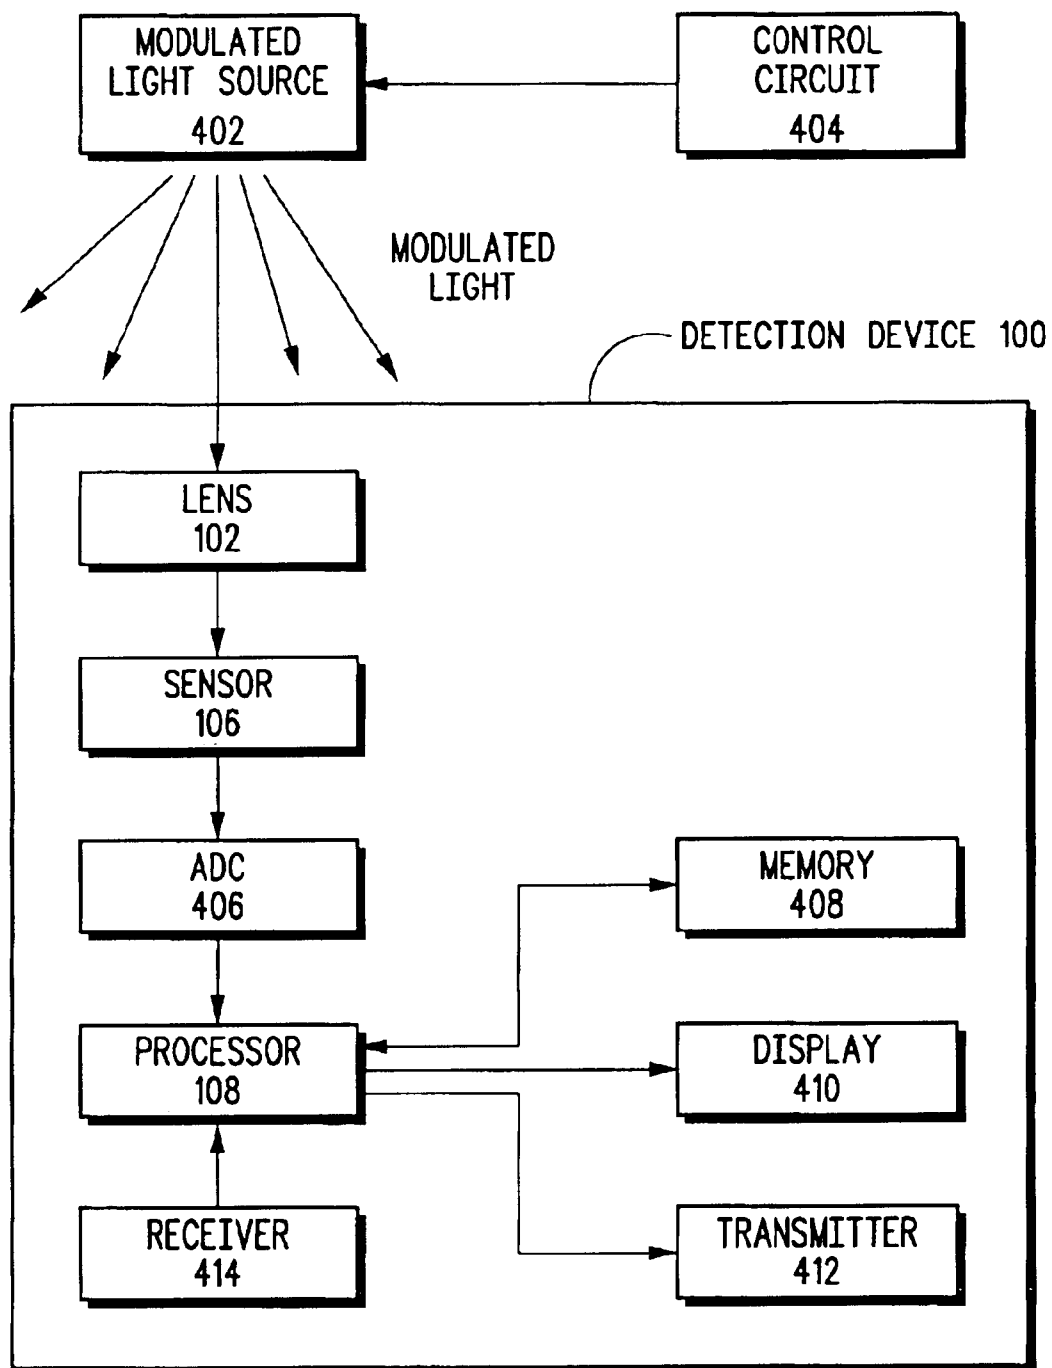 MODULATED
LIGHT SOURCE
402
CONTROL
CIRCUIT
404
MODULATED
LIGHT
DETECTION DEVICE 100
LENS
102
SENSOR
106
ADC
406
MEMORY
408
PROCESSOR
108
DISPLAY
410
RECEIVER
414
TRANSMITTER
412